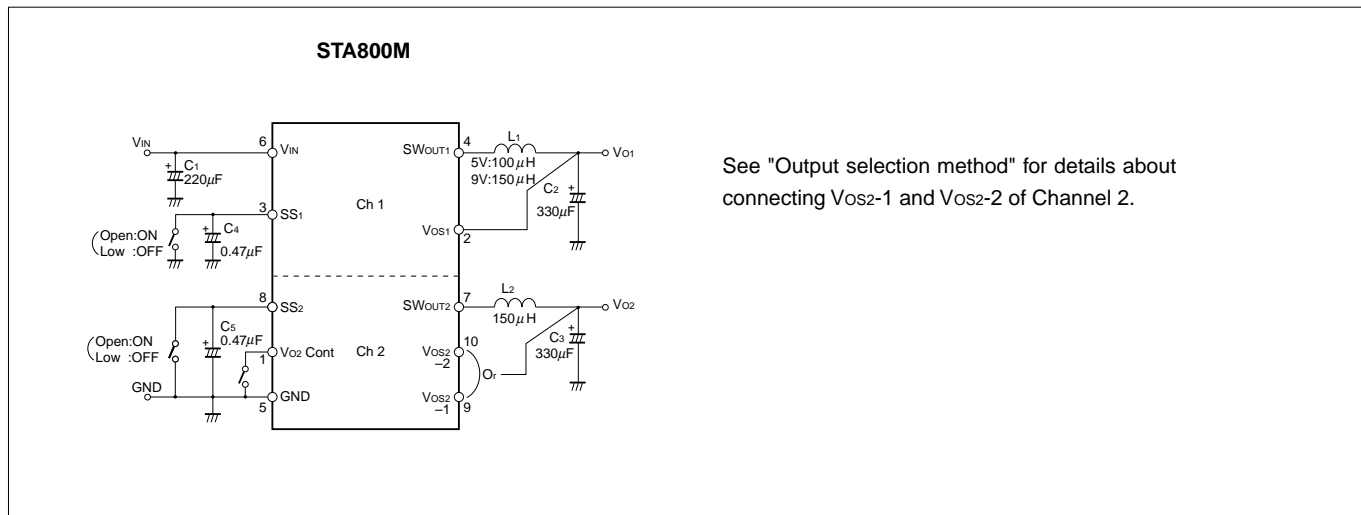 STA800M
VIN
6
VIN
+
C1
220μF
SWOUT1
4
L1
5V:100μH
9V:150μH
VO1
C2
+
330μF
3
SS1
Open:ON
Low :OFF
+
C4
0.47μF
Ch 1
VOS1
2
8
SS2
Open:ON
Low :OFF
+
C5
0.47μF
SWOUT2
7
L2
150μH
VO2
C3
+
330μF
1
VO2 Cont
Ch 2
10
VOS2
–2
Or
GND
5
GND
VOS2
–1
9
See "Output selection method" for details about
connecting VOS2-1 and VOS2-2 of Channel 2.